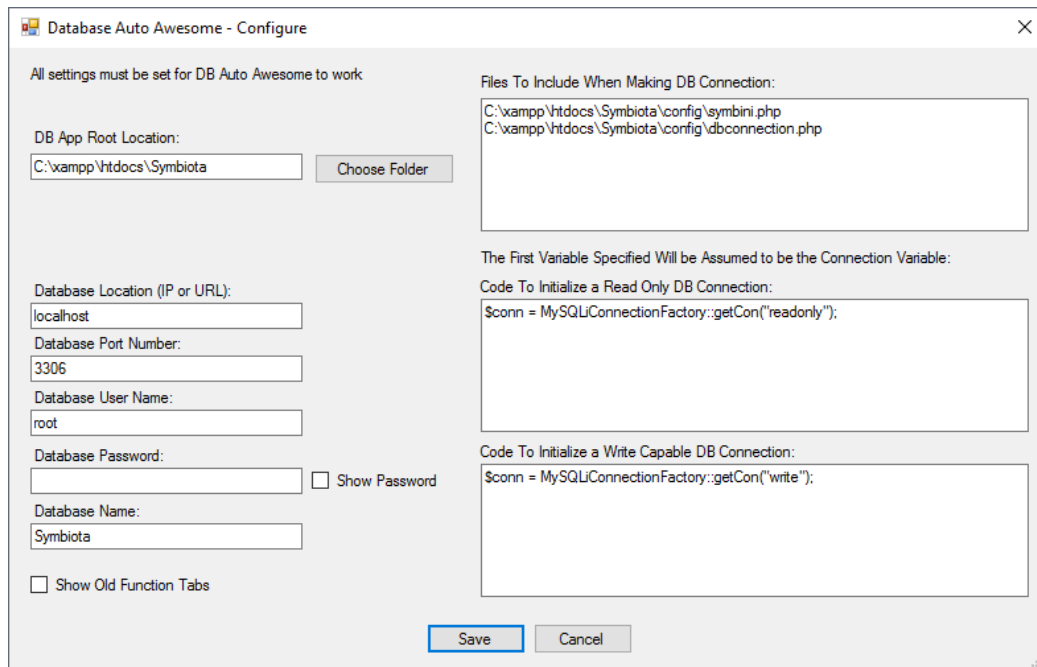 Database Auto Awesome - Configure
All settings must be set for DB Auto Awesome to work
DB App Root Location:
C:\xampp\htdocs\Symbiota
Choose Folder
Database Location (IP or URL):
localhost
Database Port Number:
3306
Database User Name:
root
Database Password:
Show Password
Database Name:
Symbiota
Show Old Function Tabs
Files To Include When Making DB Connection:
C:\xampp\htdocs\Symbiota\config\symbini.php
C:\xampp\htdocs\Symbiota\config\dbconnection.php
The First Variable Specified Will be Assumed to be the Connection Variable:
Code To Initialize a Read Only DB Connection:
$conn = MySQLiConnectionFactory::getCon("readonly");
Code To Initialize a Write Capable DB Connection:
$conn = MySQLiConnectionFactory::getCon("write");
Save
Cancel